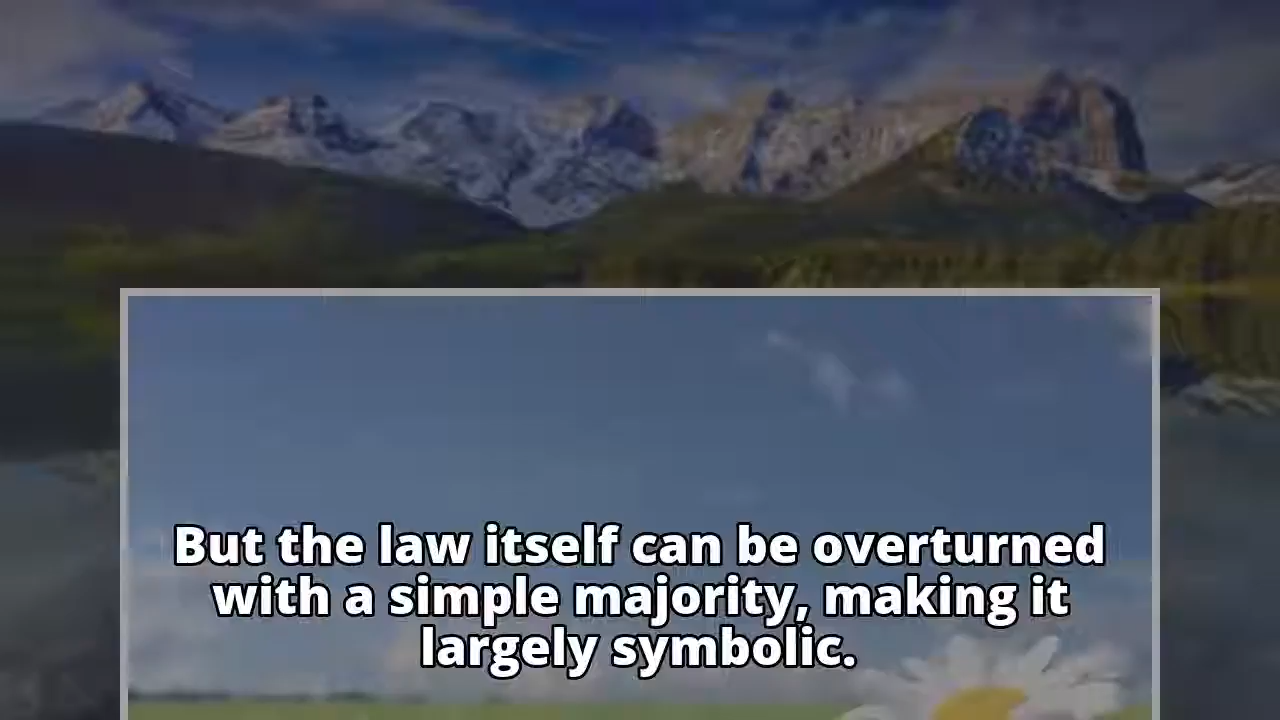 But the law itself can be overturned
with a simple majority, making it
largely symbolic.